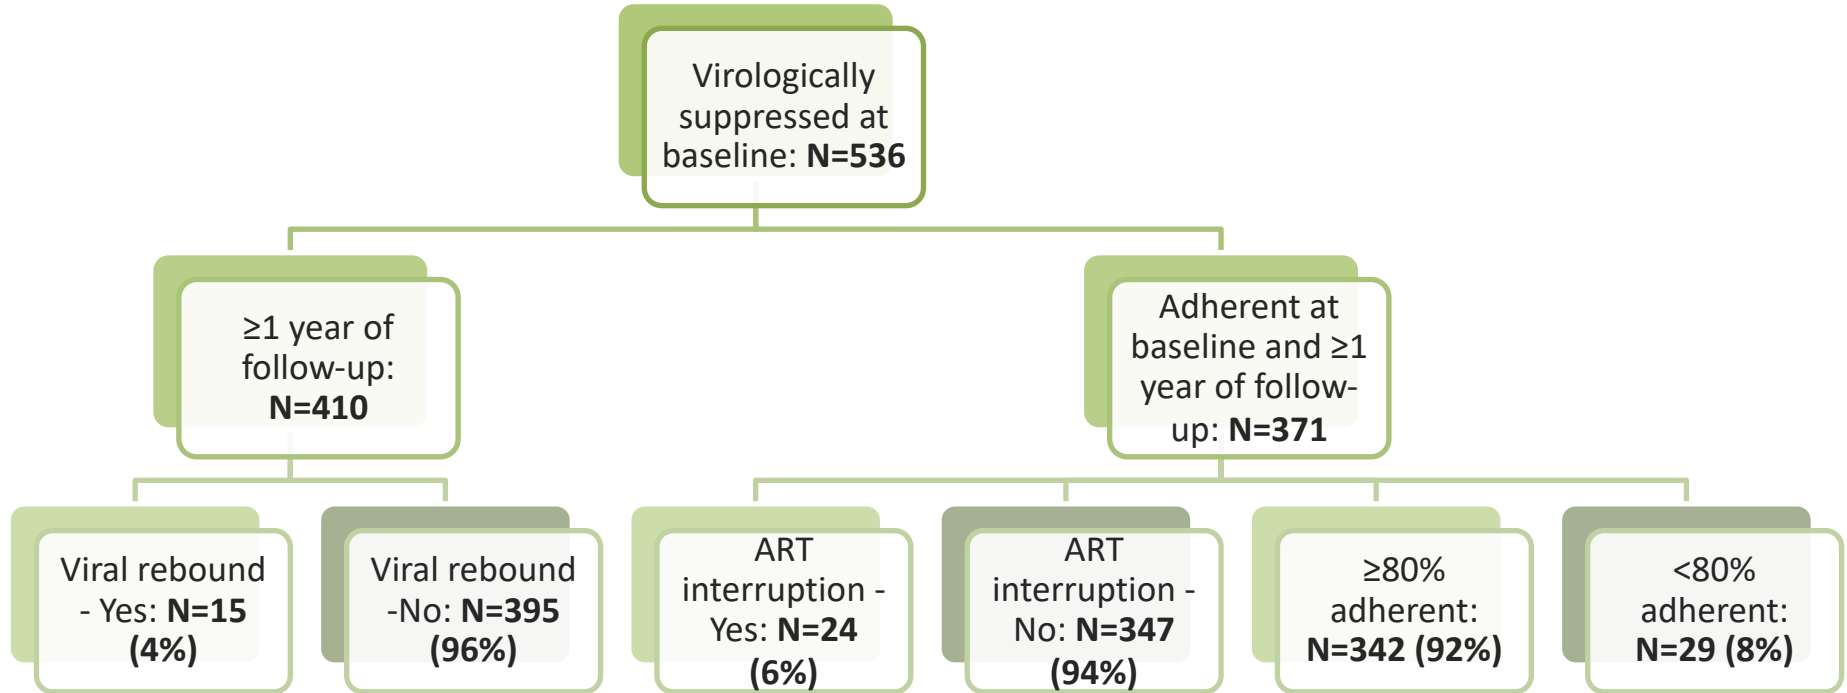 Virologically
suppressed at
baseline: N=536
≥1 year of
follow-up:
N=410
Adherent at
baseline and ≥1
year of follow-
up: N=371
Viral rebound
- Yes: N=15
(4%)
Viral rebound
-No: N=395
(96%)
ART
interruption -
Yes: N=24
(6%)
ART
interruption -
No: N=347
(94%)
≥80%
adherent:
N=342 (92%)
<80%
adherent:
N=29 (8%)